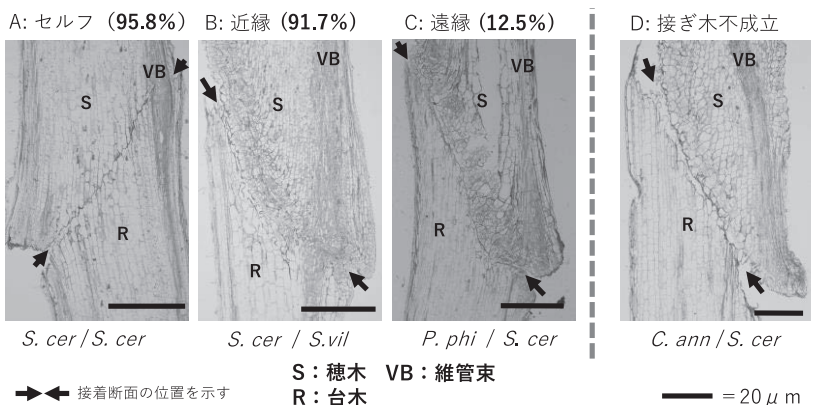 A: セルフ (95.8%)
B: 近縁 (91.7%)
C: 遠縁 (12.5%)
D: 接ぎ木不成立
VB
S
R
VB
S
R
VB
S
R
VB
S
R
S. cer / S. cer
S. cer / S.vil
P. phi / S. cer
C. ann / S. cer
S：穂木 VB：維管束
R：台木
接着断面の位置を示す
＝20μm